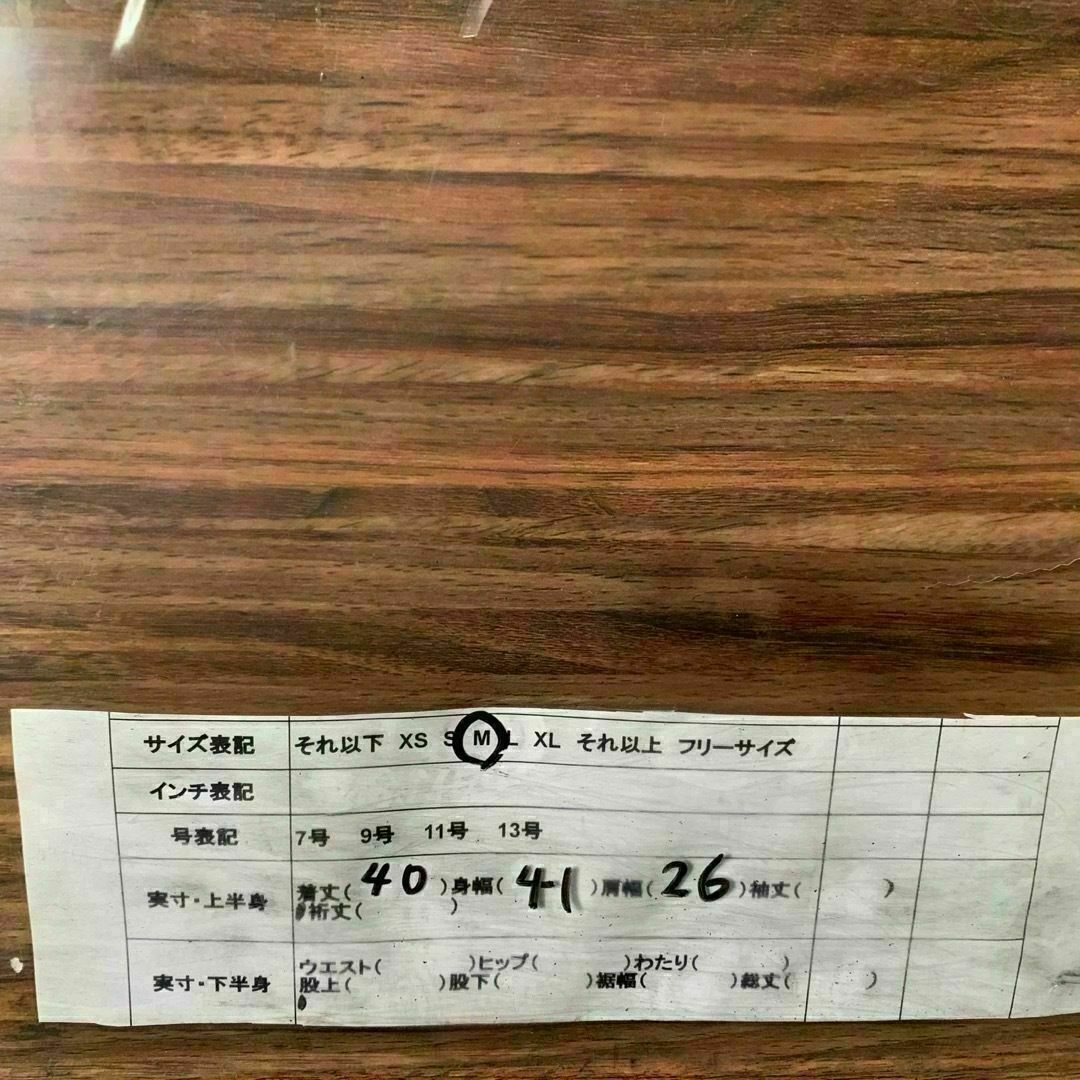 サイズ表記 それ以下 XS S M L XL それ以上 フリーサイズ
インチ表記
号表記 7号 9号 11号 13号
実寸・上半身 着丈( 40 )身幅( 41 )肩幅( 26 )袖丈( )
裄丈( )
実寸・下半身 ウエスト( )ヒップ( )わたり( )
股上( )股下( )裾幅( )総丈( )